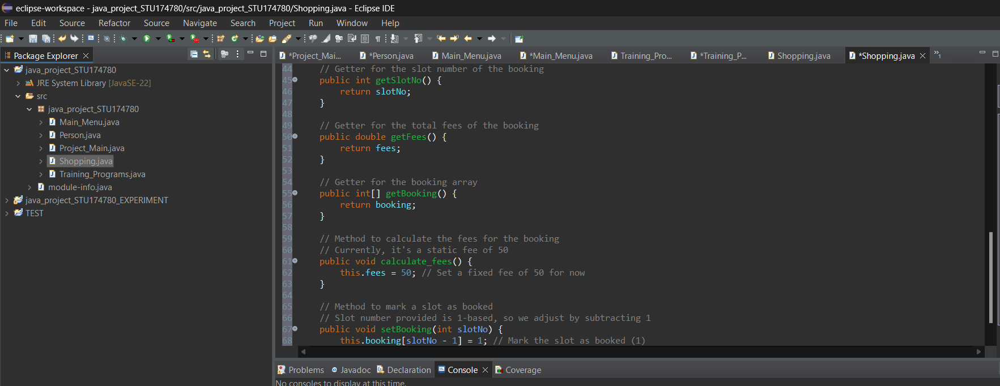 eclipse-workspace - java_project_STU174780/src/java_project_STU174780/Shopping.java - Eclipse IDE
File Edit Source Refactor Source Navigate Search Project Run Window Help
Package Explorer
java_project_STU174780
JRE System Library [JavaSE-22]
src
java_project_STU174780
Main_Menu.java
Person.java
Project_Main.java
Shopping.java
Training_Programs.java
module-info.java
java_project_STU174780_EXPERIMENT
TEST
*Project_Mai... *Person.java Main_Menu.java *Main_Menu.java Training_Pro... *Training_P... Shopping.java *Shopping.java »1
44 // Getter for the slot number of the booking
45 public int getSlotNo() {
46 return slotNo;
47 }
48
49 // Getter for the total fees of the booking
50 public double getFees() {
51 return fees;
52 }
53
54 // Getter for the booking array
55 public int[] getBooking() {
56 return booking;
57 }
58
59 // Method to calculate the fees for the booking
60 // Currently, it's a static fee of 50
61 public void calculate_fees() {
62 this.fees = 50; // Set a fixed fee of 50 for now
63 }
64
65 // Method to mark a slot as booked
66 // Slot number provided is 1-based, so we adjust by subtracting 1
67 public void setBooking(int slotNo) {
68 this.booking[slotNo - 1] = 1; // Mark the slot as booked (1)
Problems Javadoc Declaration Console Coverage
No consoles to display at this time.